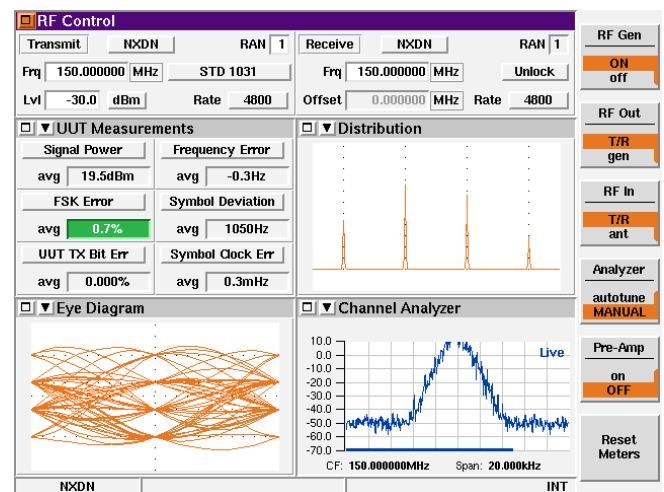 RF Control
Transmit NXDN RAN 1
Receive NXDN RAN 1
Frq 150.000000 MHz STD 1031
Frq 150.000000 MHz Unlock
Lvl -30.0 dBm Rate 4800
Offset 0.000000 MHz Rate 4800
UUT Measurements
Signal Power Frequency Error
avg 19.5dBm avg -0.3Hz
FSK Error Symbol Deviation
avg 0.7% avg 1050Hz
UUT TX Bit Err Symbol Clock Err
avg 0.000% avg 0.3mHz
Distribution
Eye Diagram
Channel Analyzer
10.0
0.0
-10.0
-20.0
-30.0
-40.0
-50.0
-60.0
-70.0
Live
CF: 150.000000MHz Span: 20.000kHz
NXDN INT
RF Gen
ON
off
RF Out
T/R
gen
RF In
T/R
ant
Analyzer
autotune
MANUAL
Pre-Amp
on
OFF
Reset
Meters